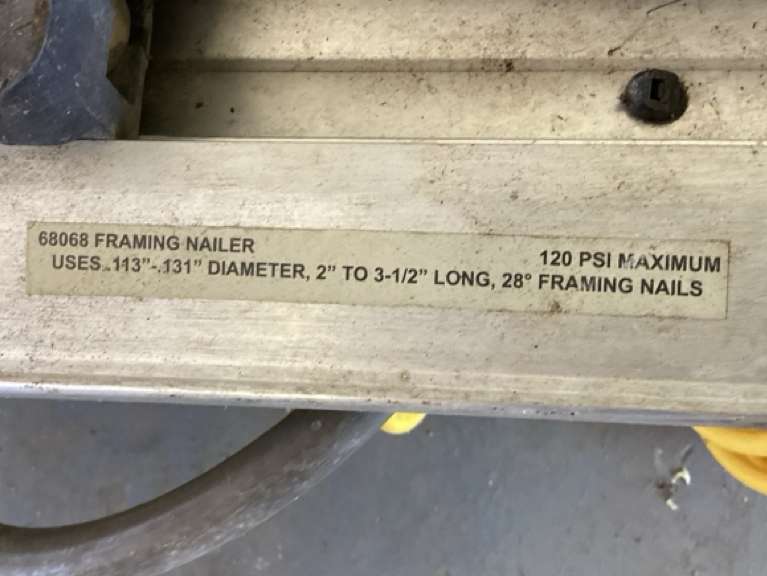 68068 FRAMING NAILER
120 PSI MAXIMUM
USES .113"-.131" DIAMETER, 2" TO 3-1/2" LONG, 28° FRAMING NAILS